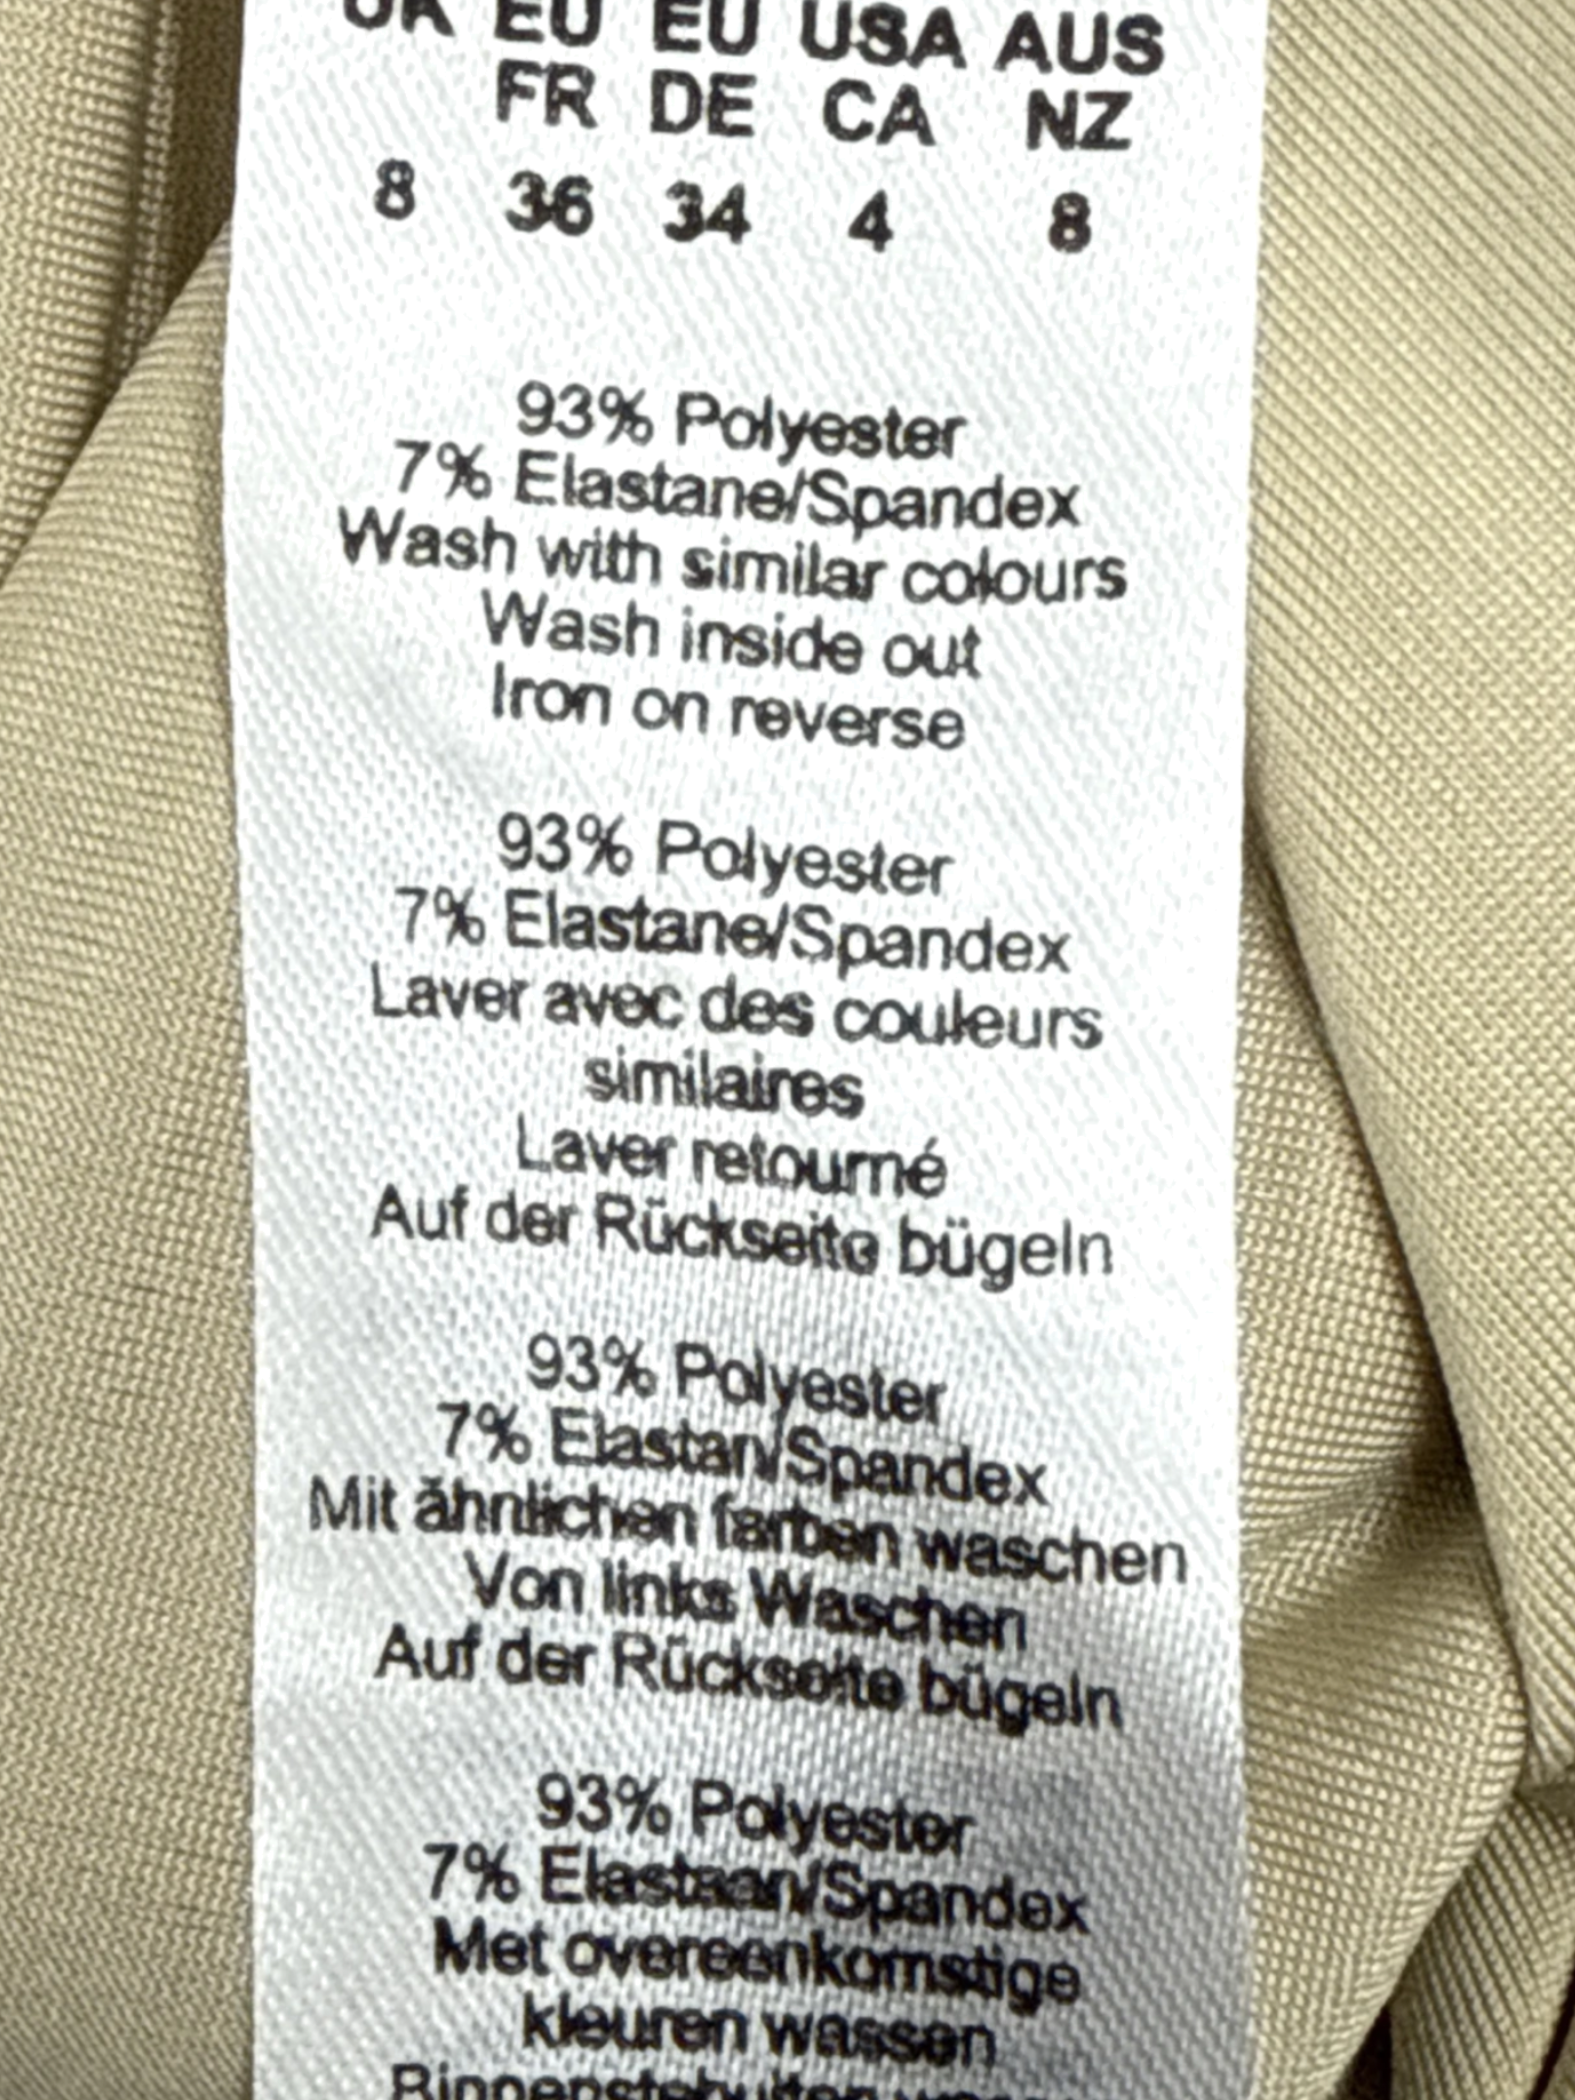 UK EU EU USA AUS
FR DE CA NZ
8 36 34 4 8
93% Polyester
7% Elastane/Spandex
Wash with similar colours
Wash inside out
Iron on reverse
93% Polyester
7% Elastane/Spandex
Laver avec des couleurs
similaires
Laver retourné
Auf der Rückseite bügeln
93% Polyester
7% Elastan/Spandex
Mit ähnlichen farben waschen
Von links Waschen
Auf der Rückseite bügeln
93% Polyester
7% Elastaan/Spandex
Met overeenkomstige
kleuren wassen